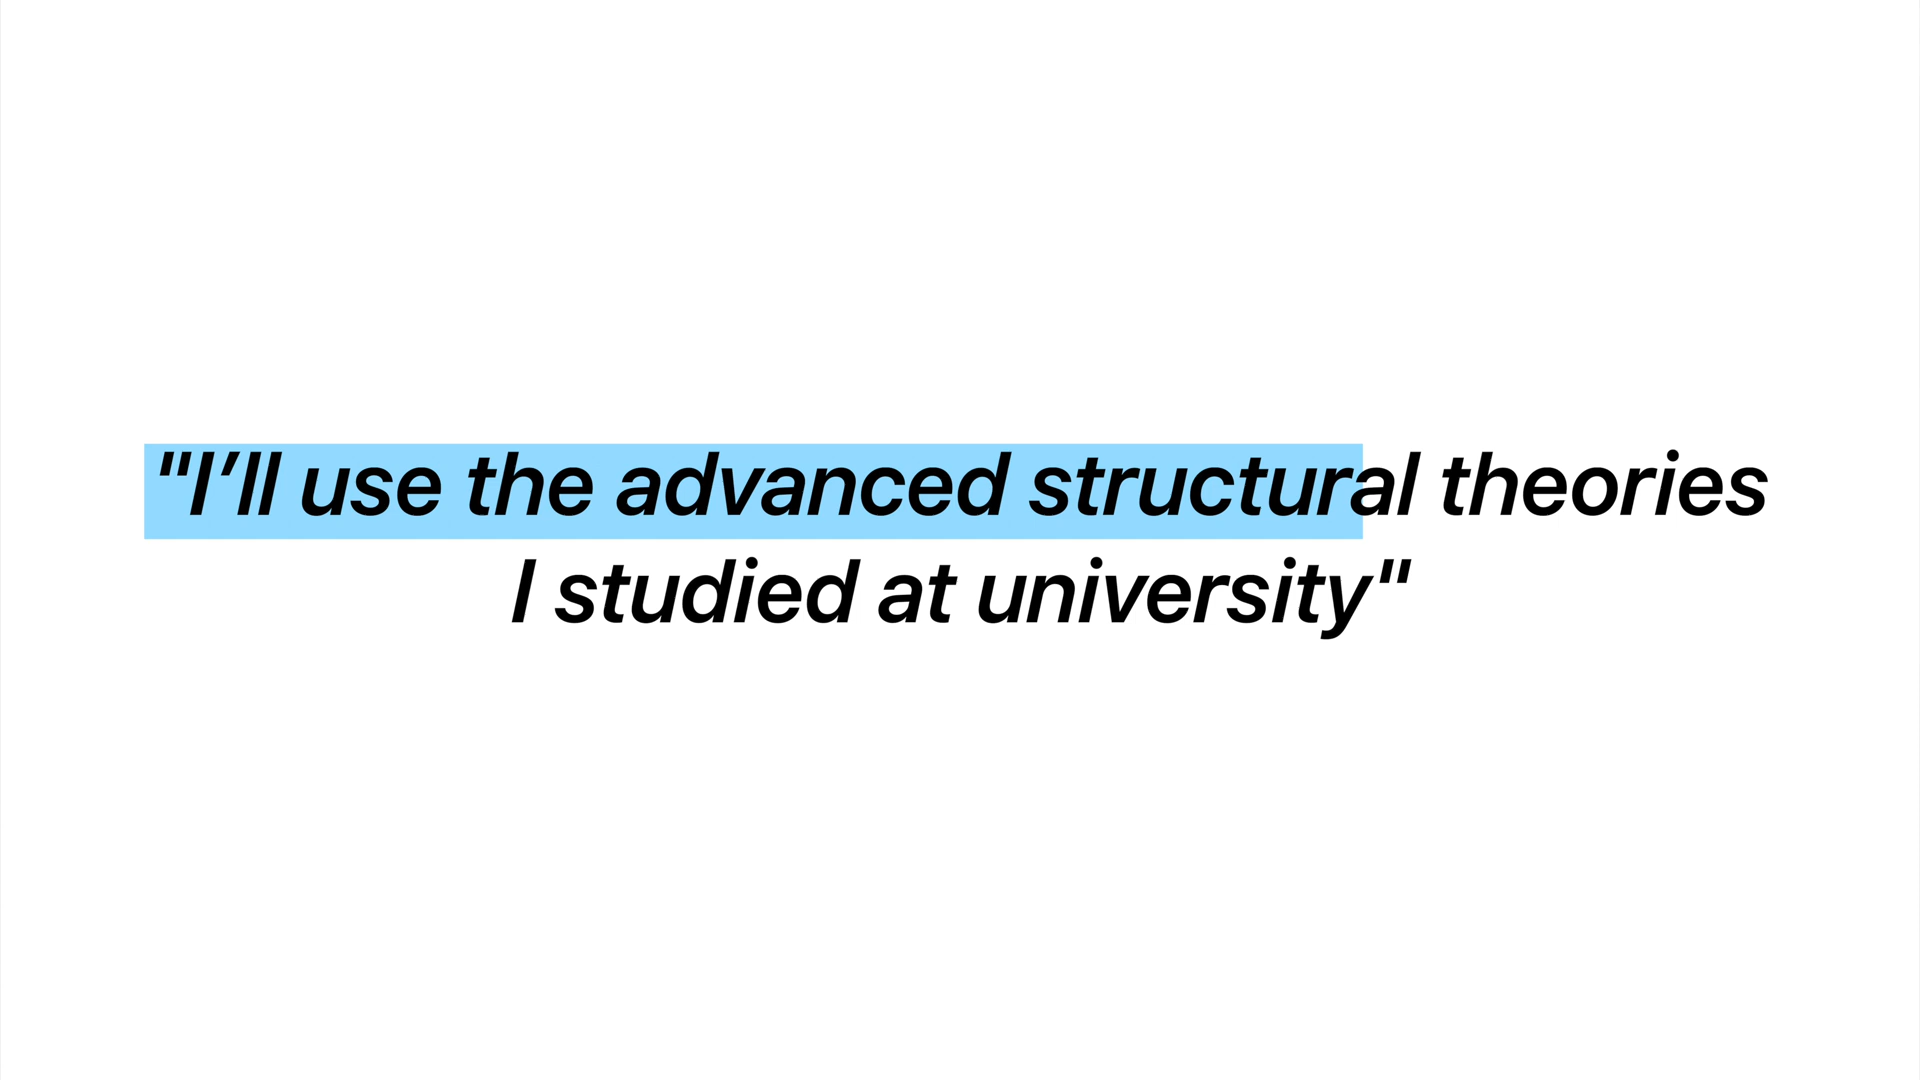 "I’ll use the advanced structural theories
I studied at university"